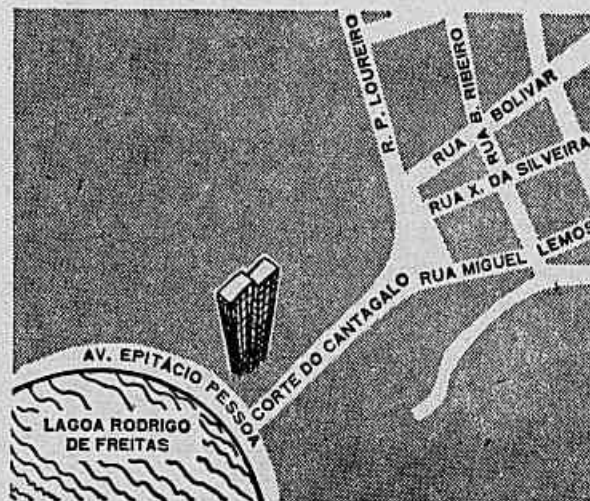 R. P. LOUREIRO
RUA B. RIBEIRO
RUA BOLIVAR
RUA X. DA SILVEIRA
RUA MIGUEL LEMOS
CORTE DO CANTAGALO
AV. EPITÁCIO PESSOA
LAGOA RODRIGO
DE FREITAS